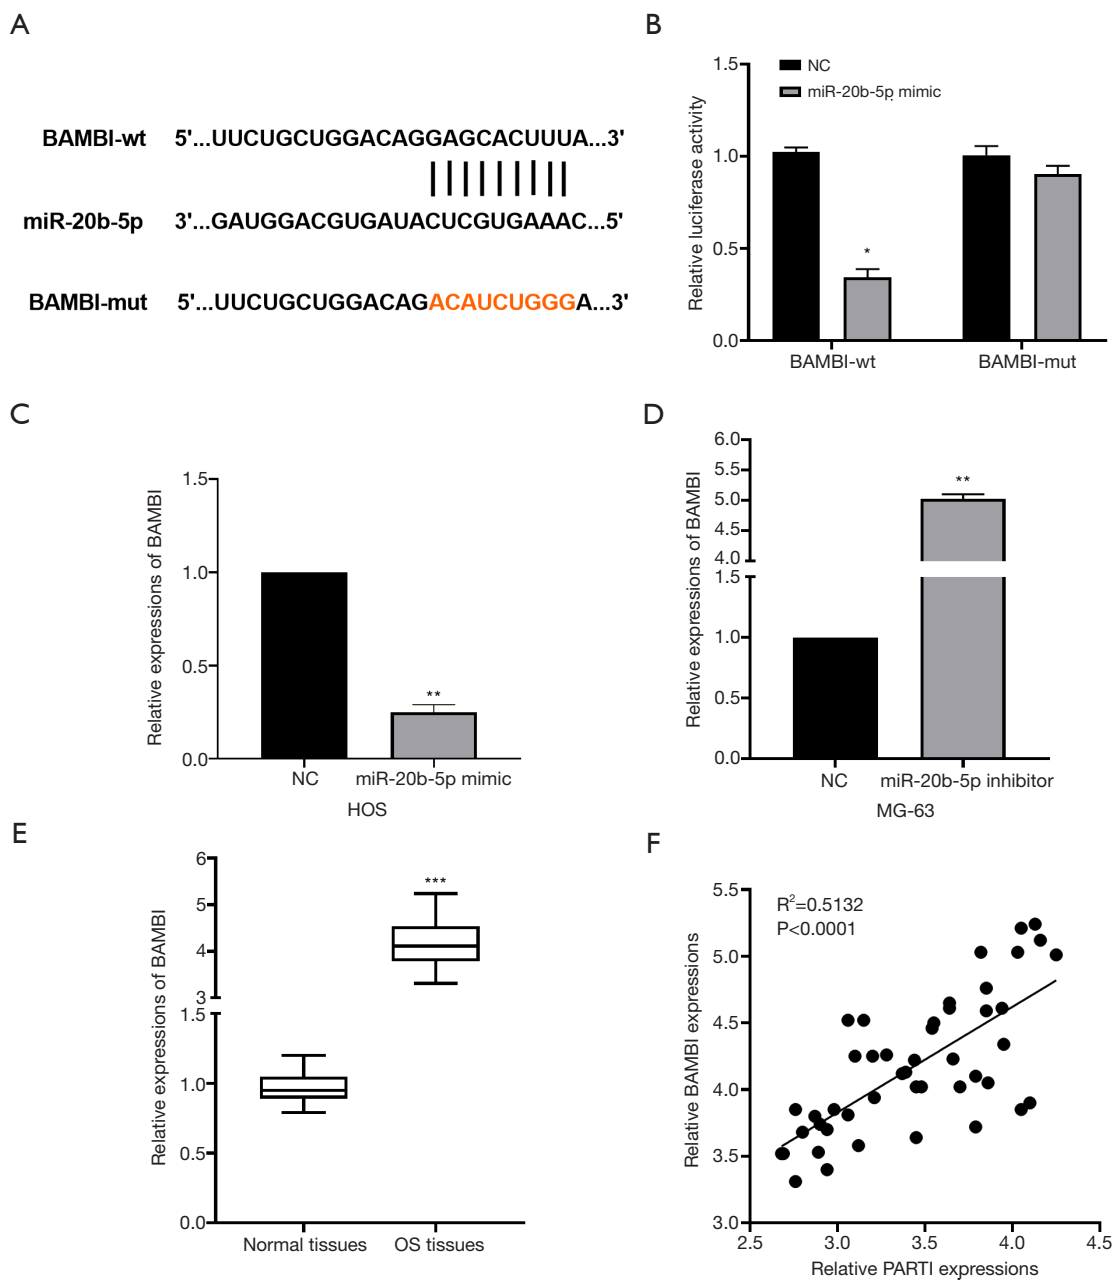 A
BAMBI-wt 5'...UUCUGCUGGACAGGAGCACUUUA...3'
miR-20b-5p 3'...GAUGGACGUGAUACUCGUGAAAC...5'
BAMBI-mut 5'...UUCUGCUGGACAGACAUCUGGGA...3'
B
NC
miR-20b-5p mimic
Relative luciferase activity
1.5
1.0
0.5
0.0
*
BAMBI-wt BAMBI-mut
C
Relative expressions of BAMBI
1.5
1.0
0.5
0.0
**
NC miR-20b-5p mimic
HOS
D
Relative expressions of BAMBI
6.0
5.5
5.0
4.5
4.0
1.5
1.0
0.5
0.0
**
NC miR-20b-5p inhibitor
MG-63
E
Relative expressions of BAMBI
6
5
4
3
1.5
1.0
0.5
0.0
***
Normal tissues OS tissues
F
Relative BAMBI expressions
5.5
5.0
4.5
4.0
3.5
3.0
R²=0.5132
P<0.0001
2.5 3.0 3.5 4.0 4.5
Relative PARTI expressions